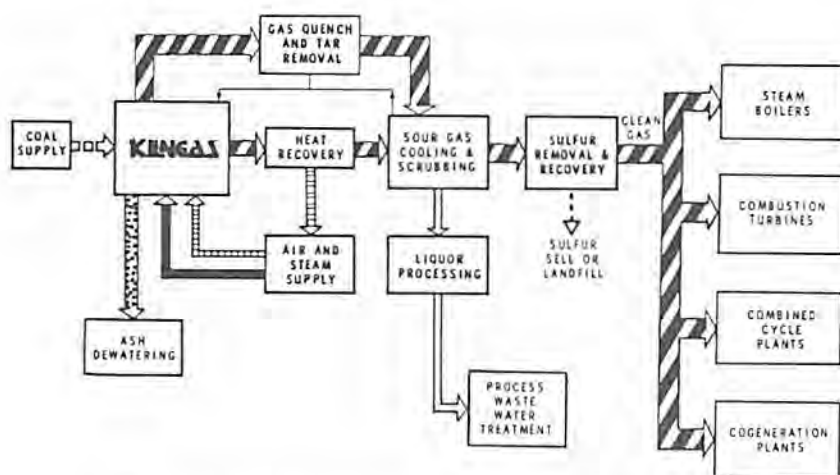 GAS QUENCH
AND TAR
REMOVAL
COAL
SUPPLY
KILNGAS
HEAT
RECOVERY
SOUR GAS
COOLING &
SCRUBBING
SULFUR
REMOVAL &
RECOVERY
CLEAN
GAS
STEAM
BOILERS
COMBUSTION
TURBINES
AIR AND
STEAM
SUPPLY
LIQUOR
PROCESSING
SULFUR
SELL OR
LANDFILL
ASH
DEWATERING
COMBINED
CYCLE
PLANTS
PROCESS
WASTE
WATER
TREATMENT
COGENERATION
PLANTS